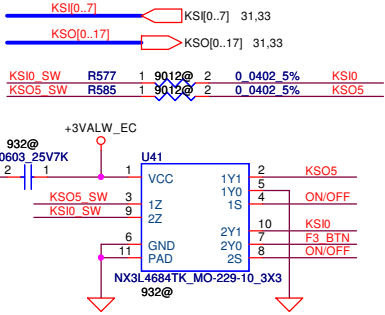 KSI[0..7] KSI[0..7] 31,33
KSO[0..17] KSO[0..17] 31,33
KSI0_SW R577 1 9012@ 2 0_0402_5% KSI0
KSO5_SW R585 1 9012@ 2 0_0402_5% KSO5
+3VALW_EC
932@
0603_25V7K
2 1
U41
1 VCC 1Y1 2 KSO5
1Y0 5
KSO5_SW 3 1Z 1S 4 ON/OFF
KSI0_SW 9 2Z
2Y1 10 KSI0
6 GND 2Y0 7 F3_BTN
11 PAD 2S 8 ON/OFF
NX3L4684TK_MO-229-10_3X3
932@